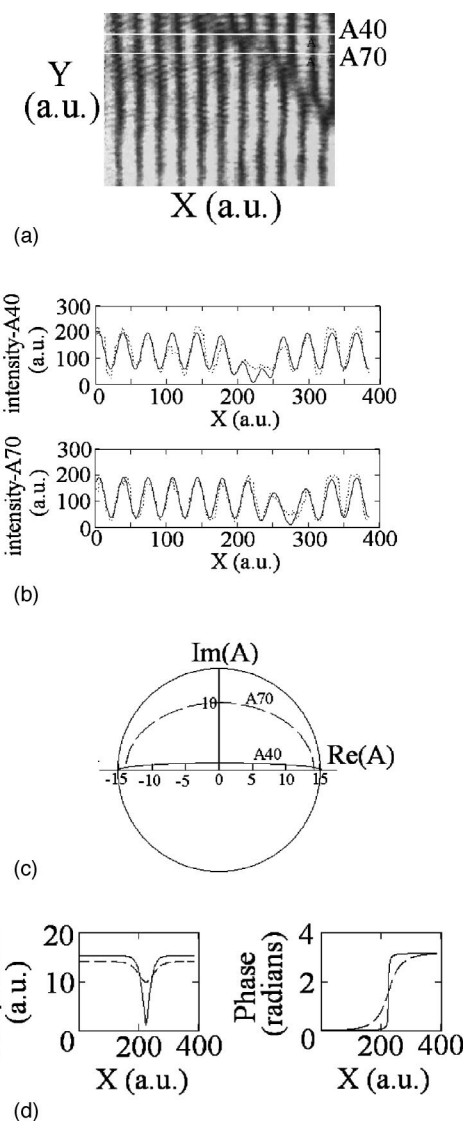 A40
A70
A
A
Y
(a.u.)
X (a.u.)
(a)
intensity-A40
(a.u.)
300
200
100
0
0 100 200 300 400
X (a.u.)
intensity-A70
(a.u.)
300
200
100
0
0 100 200 300 400
X (a.u.)
(b)
Im(A)
10
A70
A40
Re(A)
-15 -10 -5 0 5 10 15
(c)
(a.u.)
20
10
0
200 400
X (a.u.)
Phase
(radians)
4
2
0
200 400
X (a.u.)
(d)